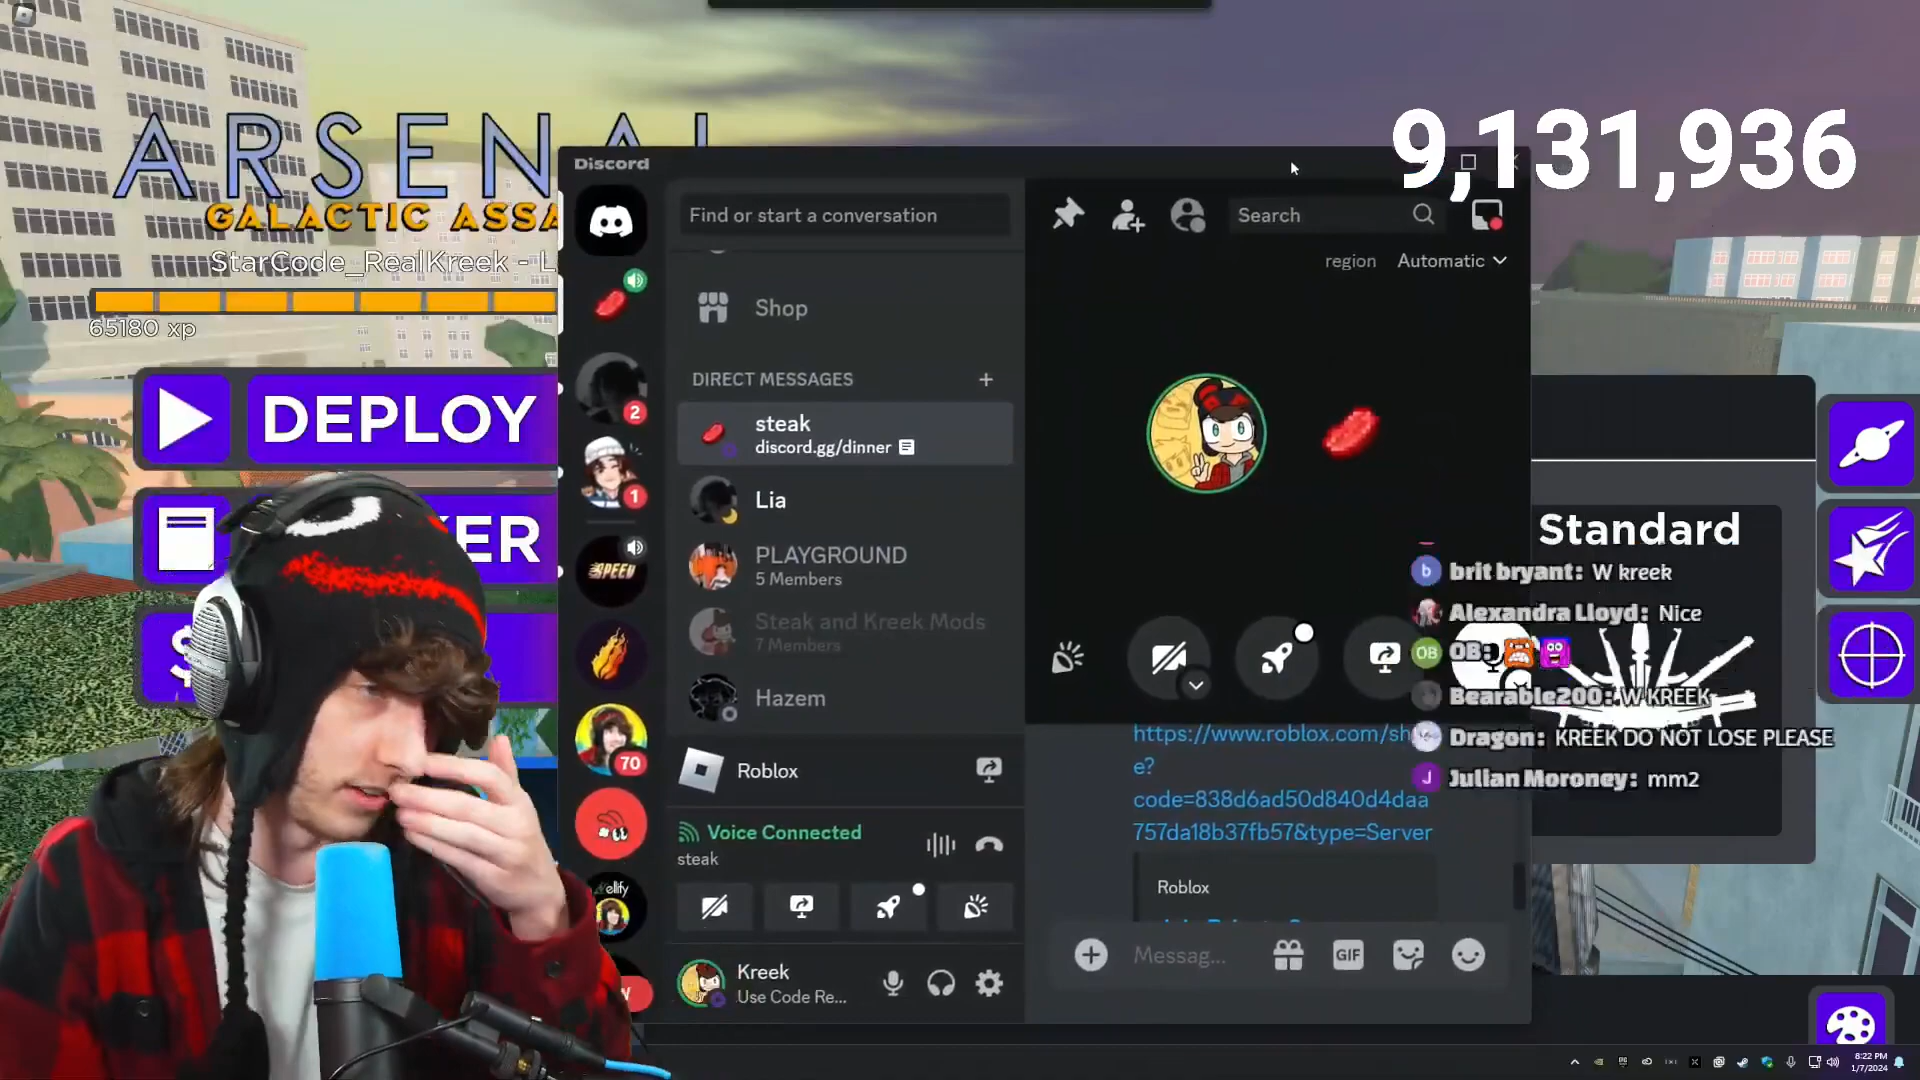 ARSENAL
GALACTIC ASSA
StarCode_RealKreek - L
65180 xp
DEPLOY
KER
$
9,131,936
Discord
Find or start a conversation
Search
region Automatic
Shop
DIRECT MESSAGES
steak
discord.gg/dinner
Lia
PLAYGROUND
5 Members
Steak and Kreek Mods
7 Members
Hazem
Roblox
Voice Connected
steak
Kreek
Use Code Re...
2
1
SPEED
70
https://www.roblox.com/sh
e?
code=838d6ad50d840d4daa
757da18b37fb57&type=Server
Roblox
Messag...
GIF
Standard
b brit bryant: W kreek
Alexandra Lloyd: Nice
OB OB:
Bearable200: W KREEK
Dragon: KREEK DO NOT LOSE PLEASE
J Julian Moroney: mm2
8:22 PM
1/7/2024